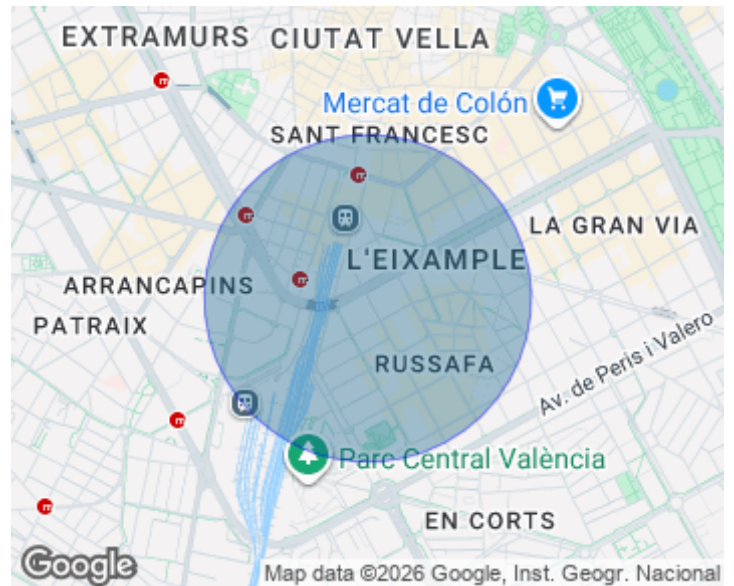 EXTRAMURS
CIUTAT VELLA
Mercat de Colón
SANT FRANCESC
LA GRAN VIA
L'EIXAMPLE
ARRANCAPINS
PATRAIX
RUSSAFA
Av. de Peris i Valero
Parc Central València
EN CORTS
Google
Map data ©2026 Google, Inst. Geogr. Nacional